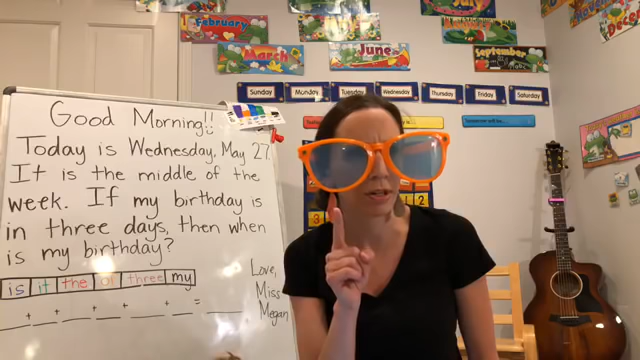 February
March
June
July
September
Sunday
Monday
Tuesday
Wednesday
Thursday
Friday
Saturday
Good Morning!!
Today is Wednesday, May 27.
It is the middle of the
week. If my birthday is
in three days, then when
is my birthday?
is it the of three my
+ + + + + =
Love,
Miss
Megan